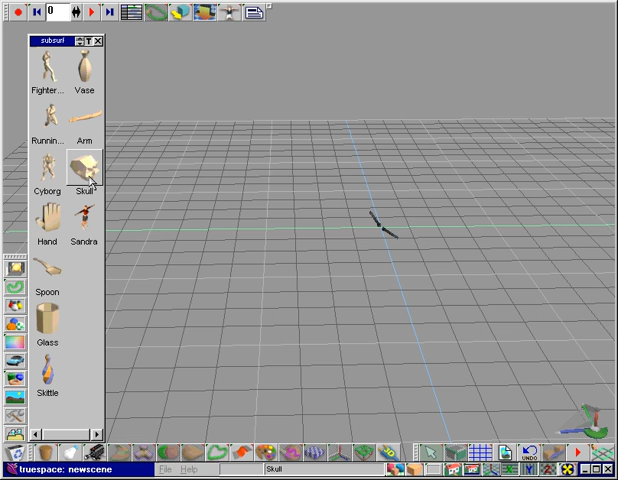 0
subsurf
Fighter... Vase
Runnin... Arm
Cyborg Skull
Hand Sandra
Spoon
Glass
Skittle
UNDO
truespace: newscene File Help Skull